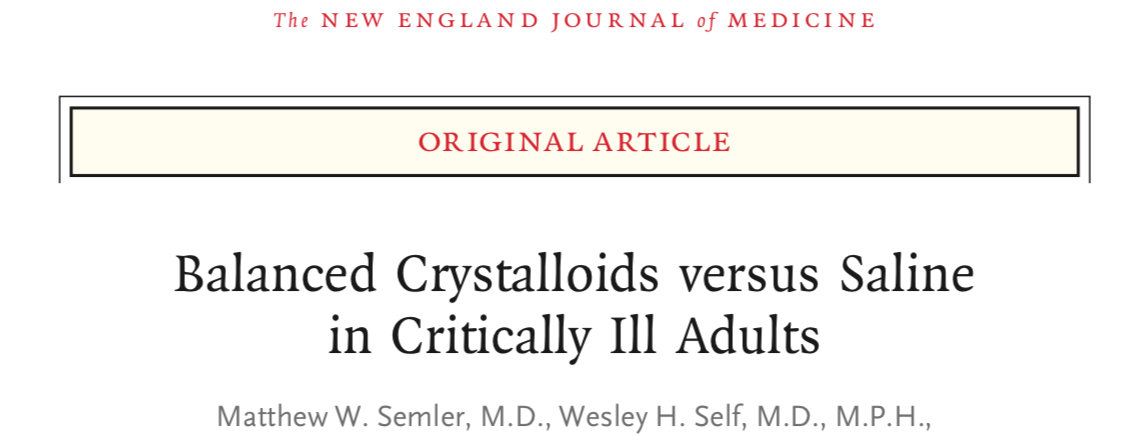 The NEW ENGLAND JOURNAL of MEDICINE
ORIGINAL ARTICLE
Balanced Crystalloids versus Saline
in Critically Ill Adults
Matthew W. Semler, M.D., Wesley H. Self, M.D., M.P.H.,